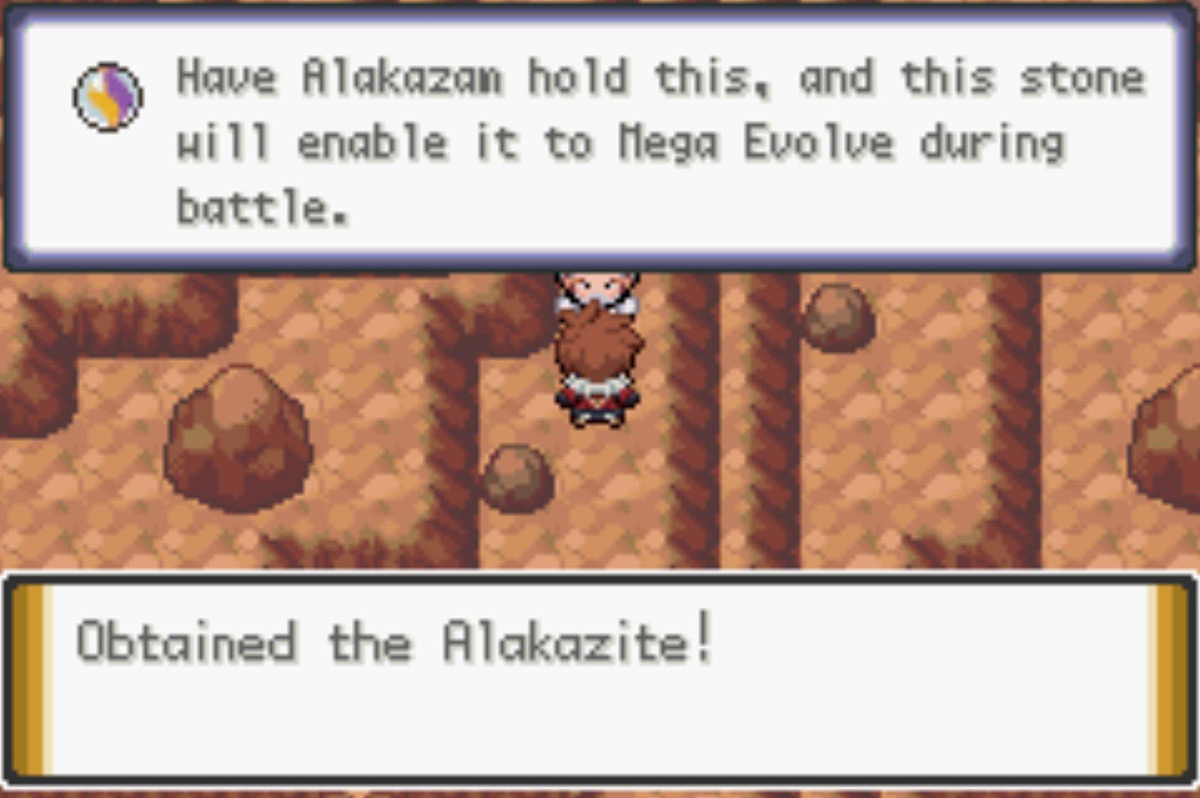 Have Alakazam hold this, and this stone
will enable it to Mega Evolve during
battle.
Obtained the Alakazite!